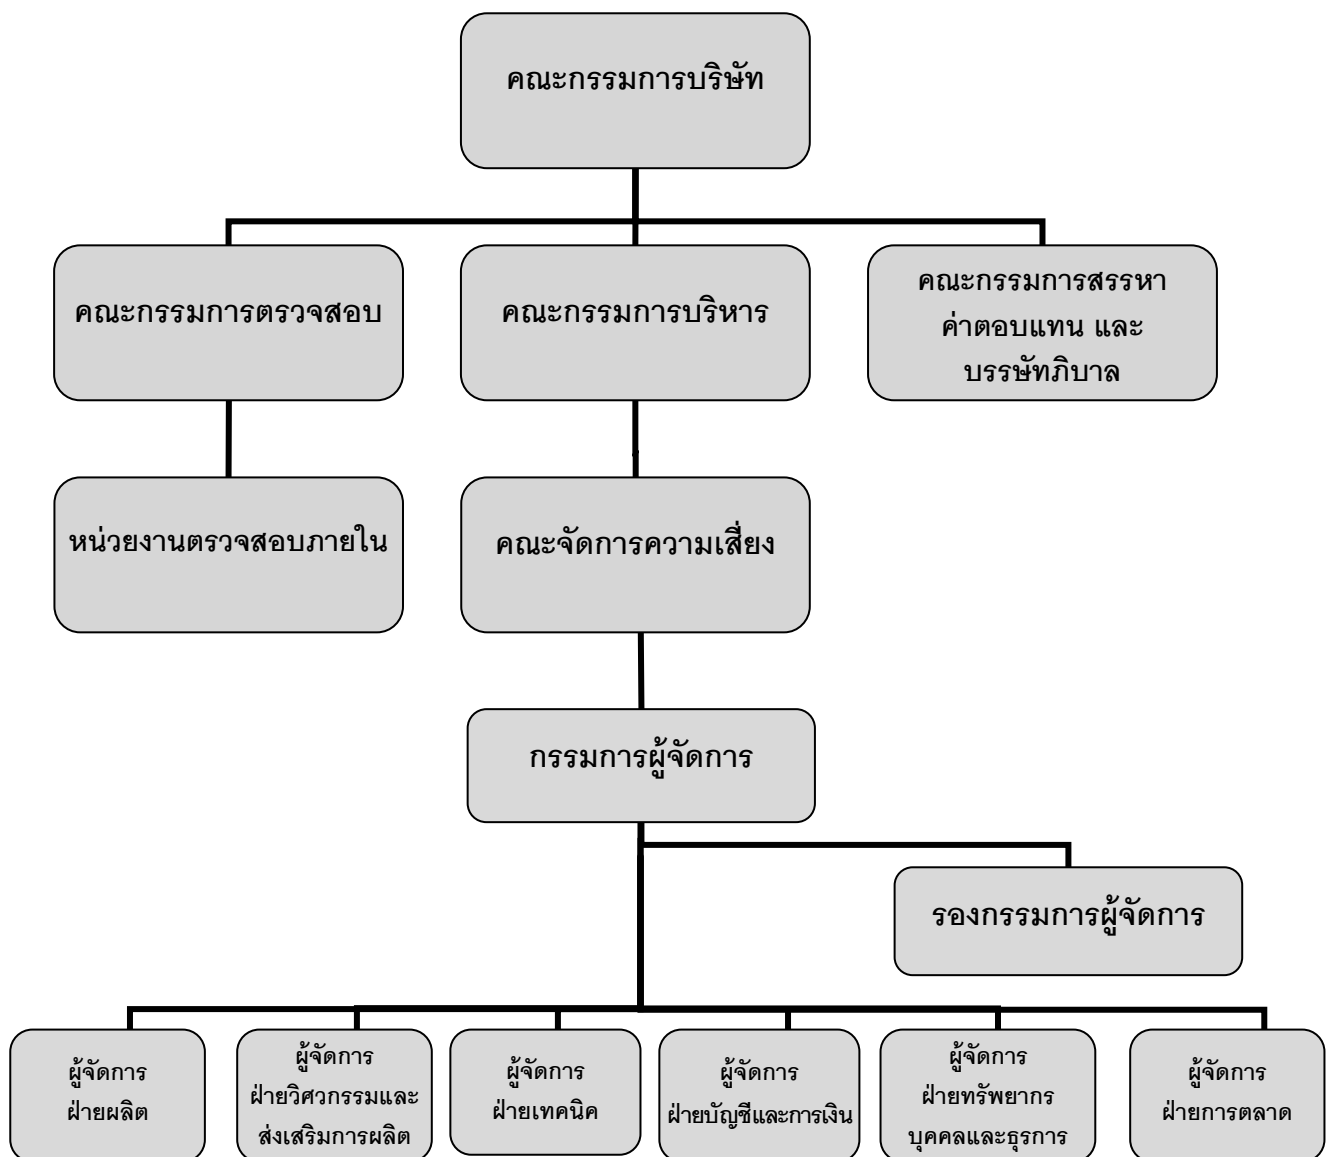 คณะกรรมการบริษัท
คณะกรรมการตรวจสอบ
คณะกรรมการบริหาร
คณะกรรมการสรรหา
ค่าตอบแทน และ
บรรษัทภิบาล
หน่วยงานตรวจสอบภายใน
คณะจัดการความเสี่ยง
กรรมการผู้จัดการ
รองกรรมการผู้จัดการ
ผู้จัดการ
ฝ่ายผลิต
ผู้จัดการ
ฝ่ายวิศวกรรมและ
ส่งเสริมการผลิต
ผู้จัดการ
ฝ่ายเทคนิค
ผู้จัดการ
ฝ่ายบัญชีและการเงิน
ผู้จัดการ
ฝ่ายทรัพยากร
บุคคลและธุรการ
ผู้จัดการ
ฝ่ายการตลาด